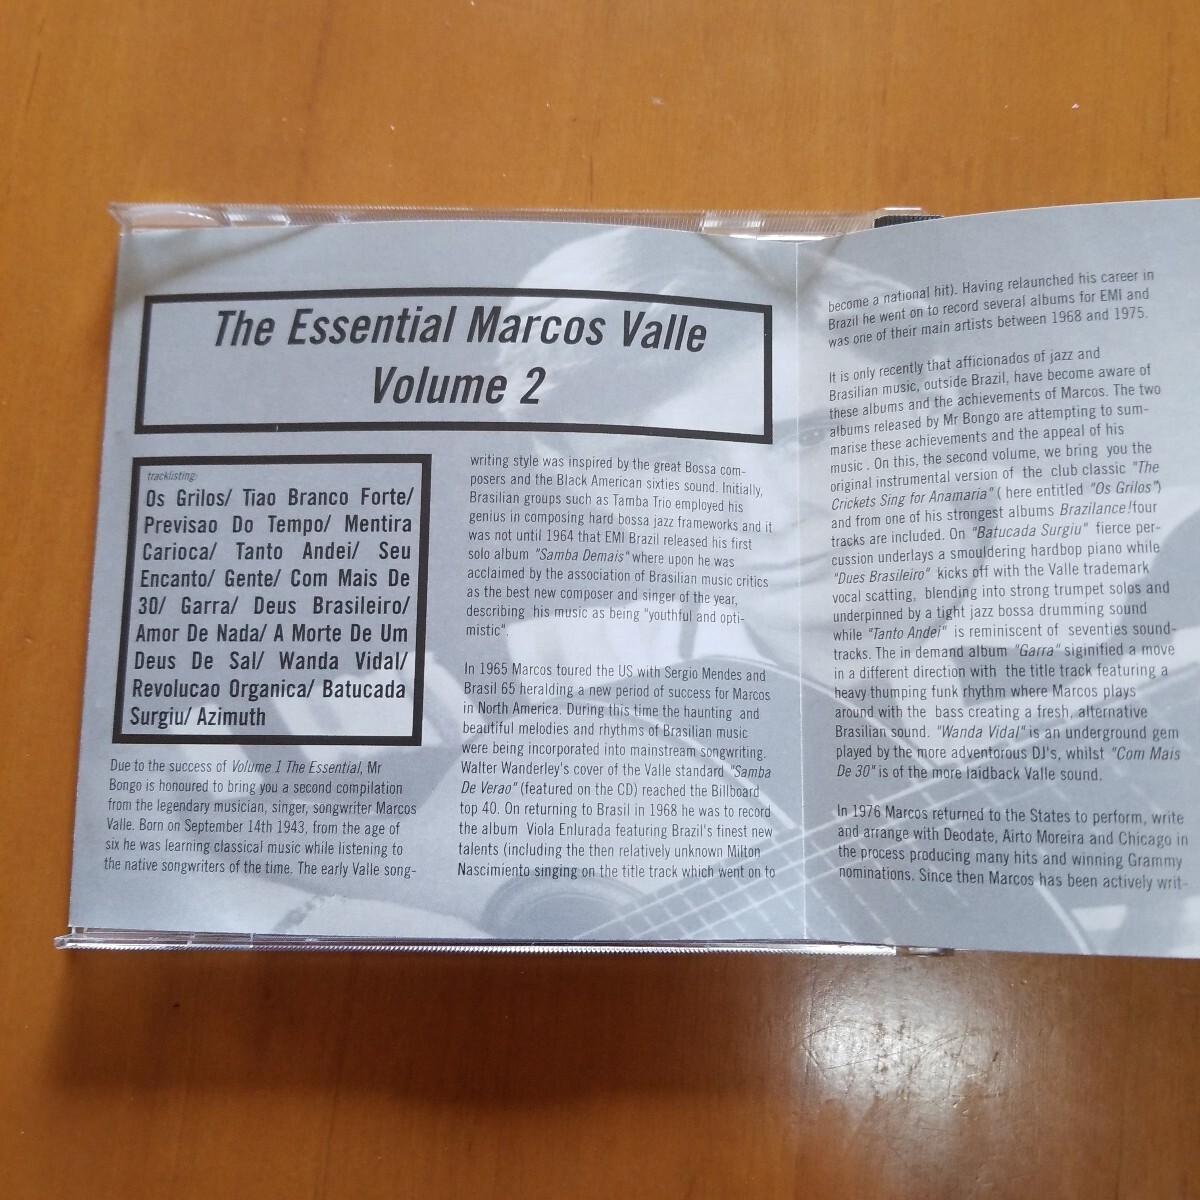 The Essential Marcos Valle
Volume 2
tracklisting:
Os Grilos/ Tiao Branco Forte/
Previsao Do Tempo/ Mentira
Carioca/ Tanto Andei/ Seu
Encanto/ Gente/ Com Mais De
30/ Garra/ Deus Brasileiro/
Amor De Nada/ A Morte De Um
Deus De Sal/ Wanda Vidal/
Revolucao Organica/ Batucada
Surgiu/ Azimuth
Due to the success of Volume 1 The Essential, Mr
Bongo is honoured to bring you a second compilation
from the legendary musician, singer, songwriter Marcos
Valle. Born on September 14th 1943, from the age of
six he was learning classical music while listening to
the native songwriters of the time. The early Valle song-
writing style was inspired by the great Bossa com-
posers and the Black American sixties sound. Initially,
Brasilian groups such as Tamba Trio employed his
genius in composing hard bossa jazz frameworks and it
was not until 1964 that EMI Brazil released his first
solo album "Samba Demais" where upon he was
acclaimed by the association of Brasilian music critics
as the best new composer and singer of the year,
describing his music as being "youthful and opti-
mistic".
In 1965 Marcos toured the US with Sergio Mendes and
Brasil 65 heralding a new period of success for Marcos
in North America. During this time the haunting and
beautiful melodies and rhythms of Brasilian music
were being incorporated into mainstream songwriting.
Walter Wanderley's cover of the Valle standard "Samba
De Verao" (featured on the CD) reached the Billboard
top 40. On returning to Brasil in 1968 he was to record
the album Viola Enlurada featuring Brazil's finest new
talents (including the then relatively unknown Milton
Nascimiento singing on the title track which went on to
become a national hit). Having relaunched his career in
Brazil he went on to record several albums for EMI and
was one of their main artists between 1968 and 1975.
It is only recently that afficionados of jazz and
Brasilian music, outside Brazil, have become aware of
these albums and the achievements of Marcos. The two
albums released by Mr Bongo are attempting to sum-
marise these achievements and the appeal of his
music . On this, the second volume, we bring you the
original instrumental version of the club classic "The
Crickets Sing for Anamaria" ( here entitled "Os Grilos")
and from one of his strongest albums Brazilance!four
tracks are included. On "Batucada Surgiu" fierce per-
cussion underlays a smouldering hardbop piano while
"Dues Brasileiro" kicks off with the Valle trademark
vocal scatting, blending into strong trumpet solos and
underpinned by a tight jazz bossa drumming sound
while "Tanto Andei" is reminiscent of seventies sound-
tracks. The in demand album "Garra" siginified a move
in a different direction with the title track featuring a
heavy thumping funk rhythm where Marcos plays
around with the bass creating a fresh, alternative
Brasilian sound. "Wanda Vidal" is an underground gem
played by the more adventorous DJ's, whilst "Com Mais
De 30" is of the more laidback Valle sound.
In 1976 Marcos returned to the States to perform, write
and arrange with Deodate, Airto Moreira and Chicago in
the process producing many hits and winning Grammy
nominations. Since then Marcos has been actively writ-